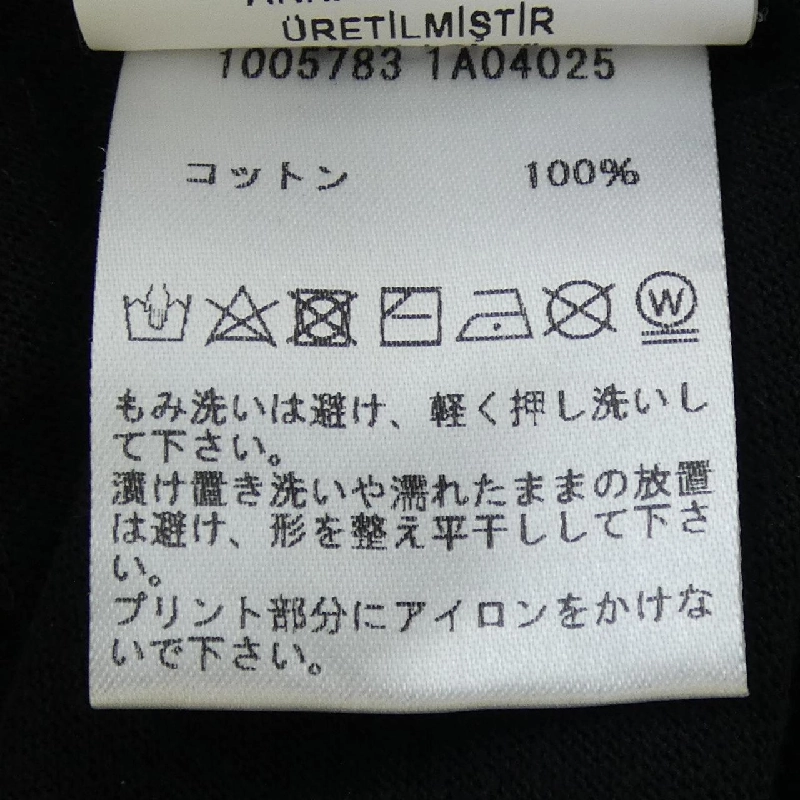 ÜRETİLMİŞTİR
1005783 1A04025
コットン 100%
W
もみ洗いは避け、軽く押し洗いし
て下さい。
漬け置き洗いや濡れたままの放置
は避け、形を整え平干しして下さ
い。
プリント部分にアイロンをかけな
いで下さい。